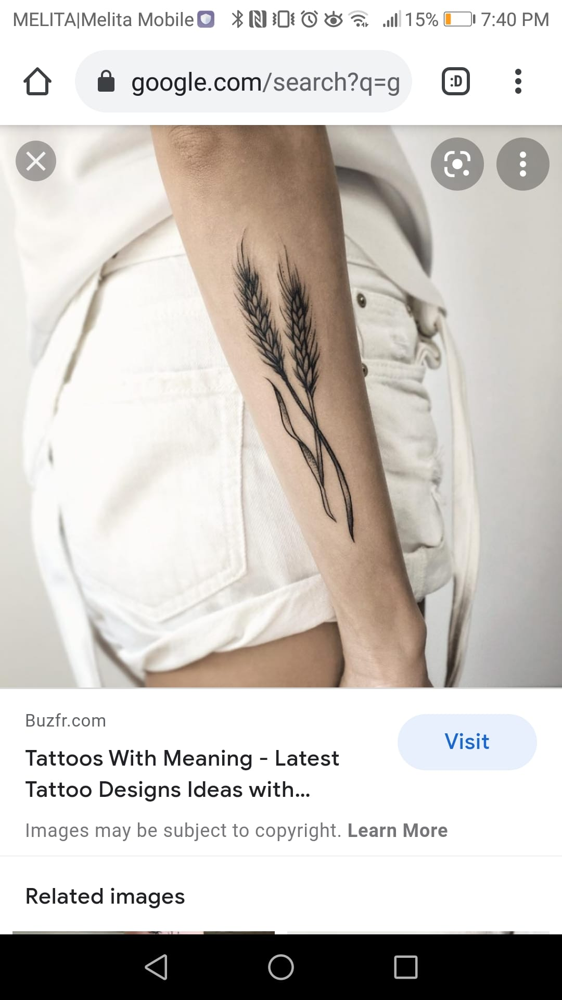 MELITA|Melita Mobile 15% 7:40 PM
google.com/search?q=g :D
Buzfr.com
Visit
Tattoos With Meaning - Latest
Tattoo Designs Ideas with...
Images may be subject to copyright. Learn More
Related images